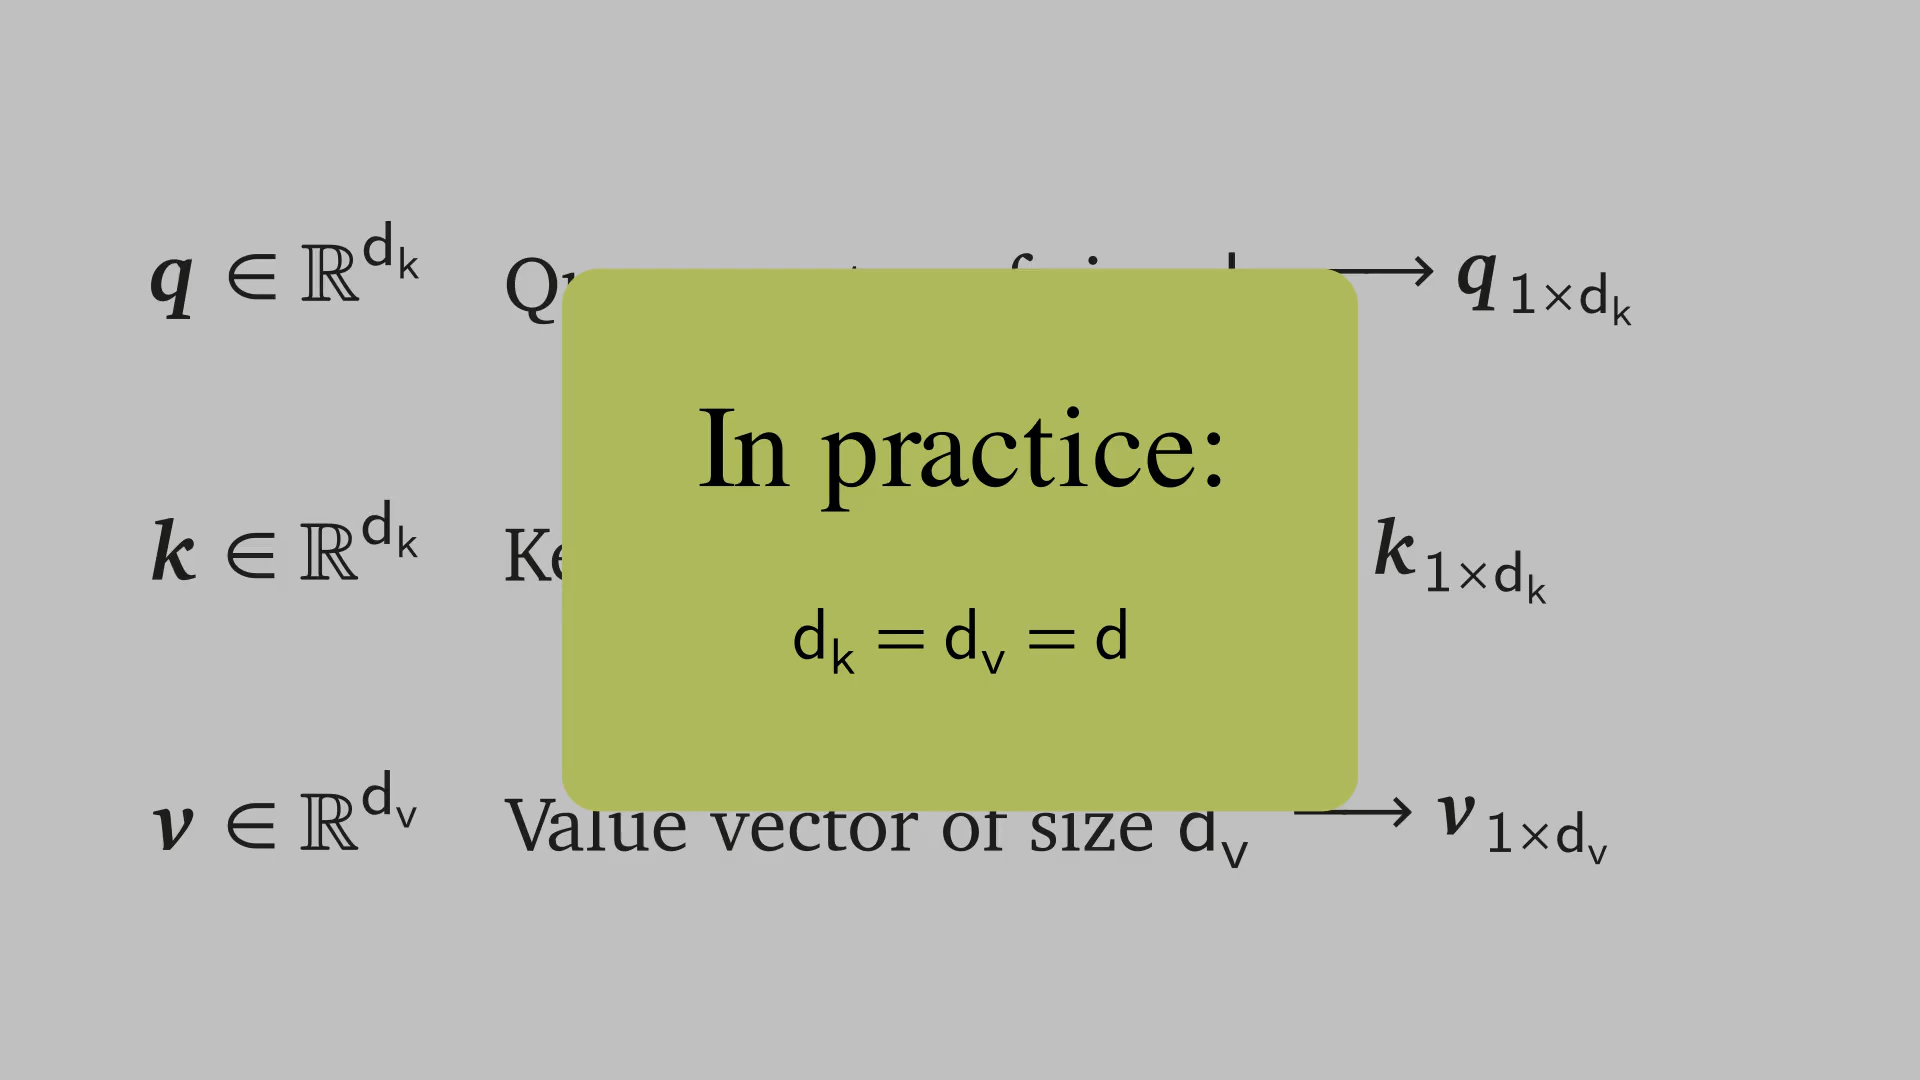 q ∈ ℝ^{d_k} → q_{1×d_k}
In practice:
k ∈ ℝ^{d_k} k_{1×d_k}
d_k = d_v = d
v ∈ ℝ^{d_v} Value vector of size d_v → v_{1×d_v}